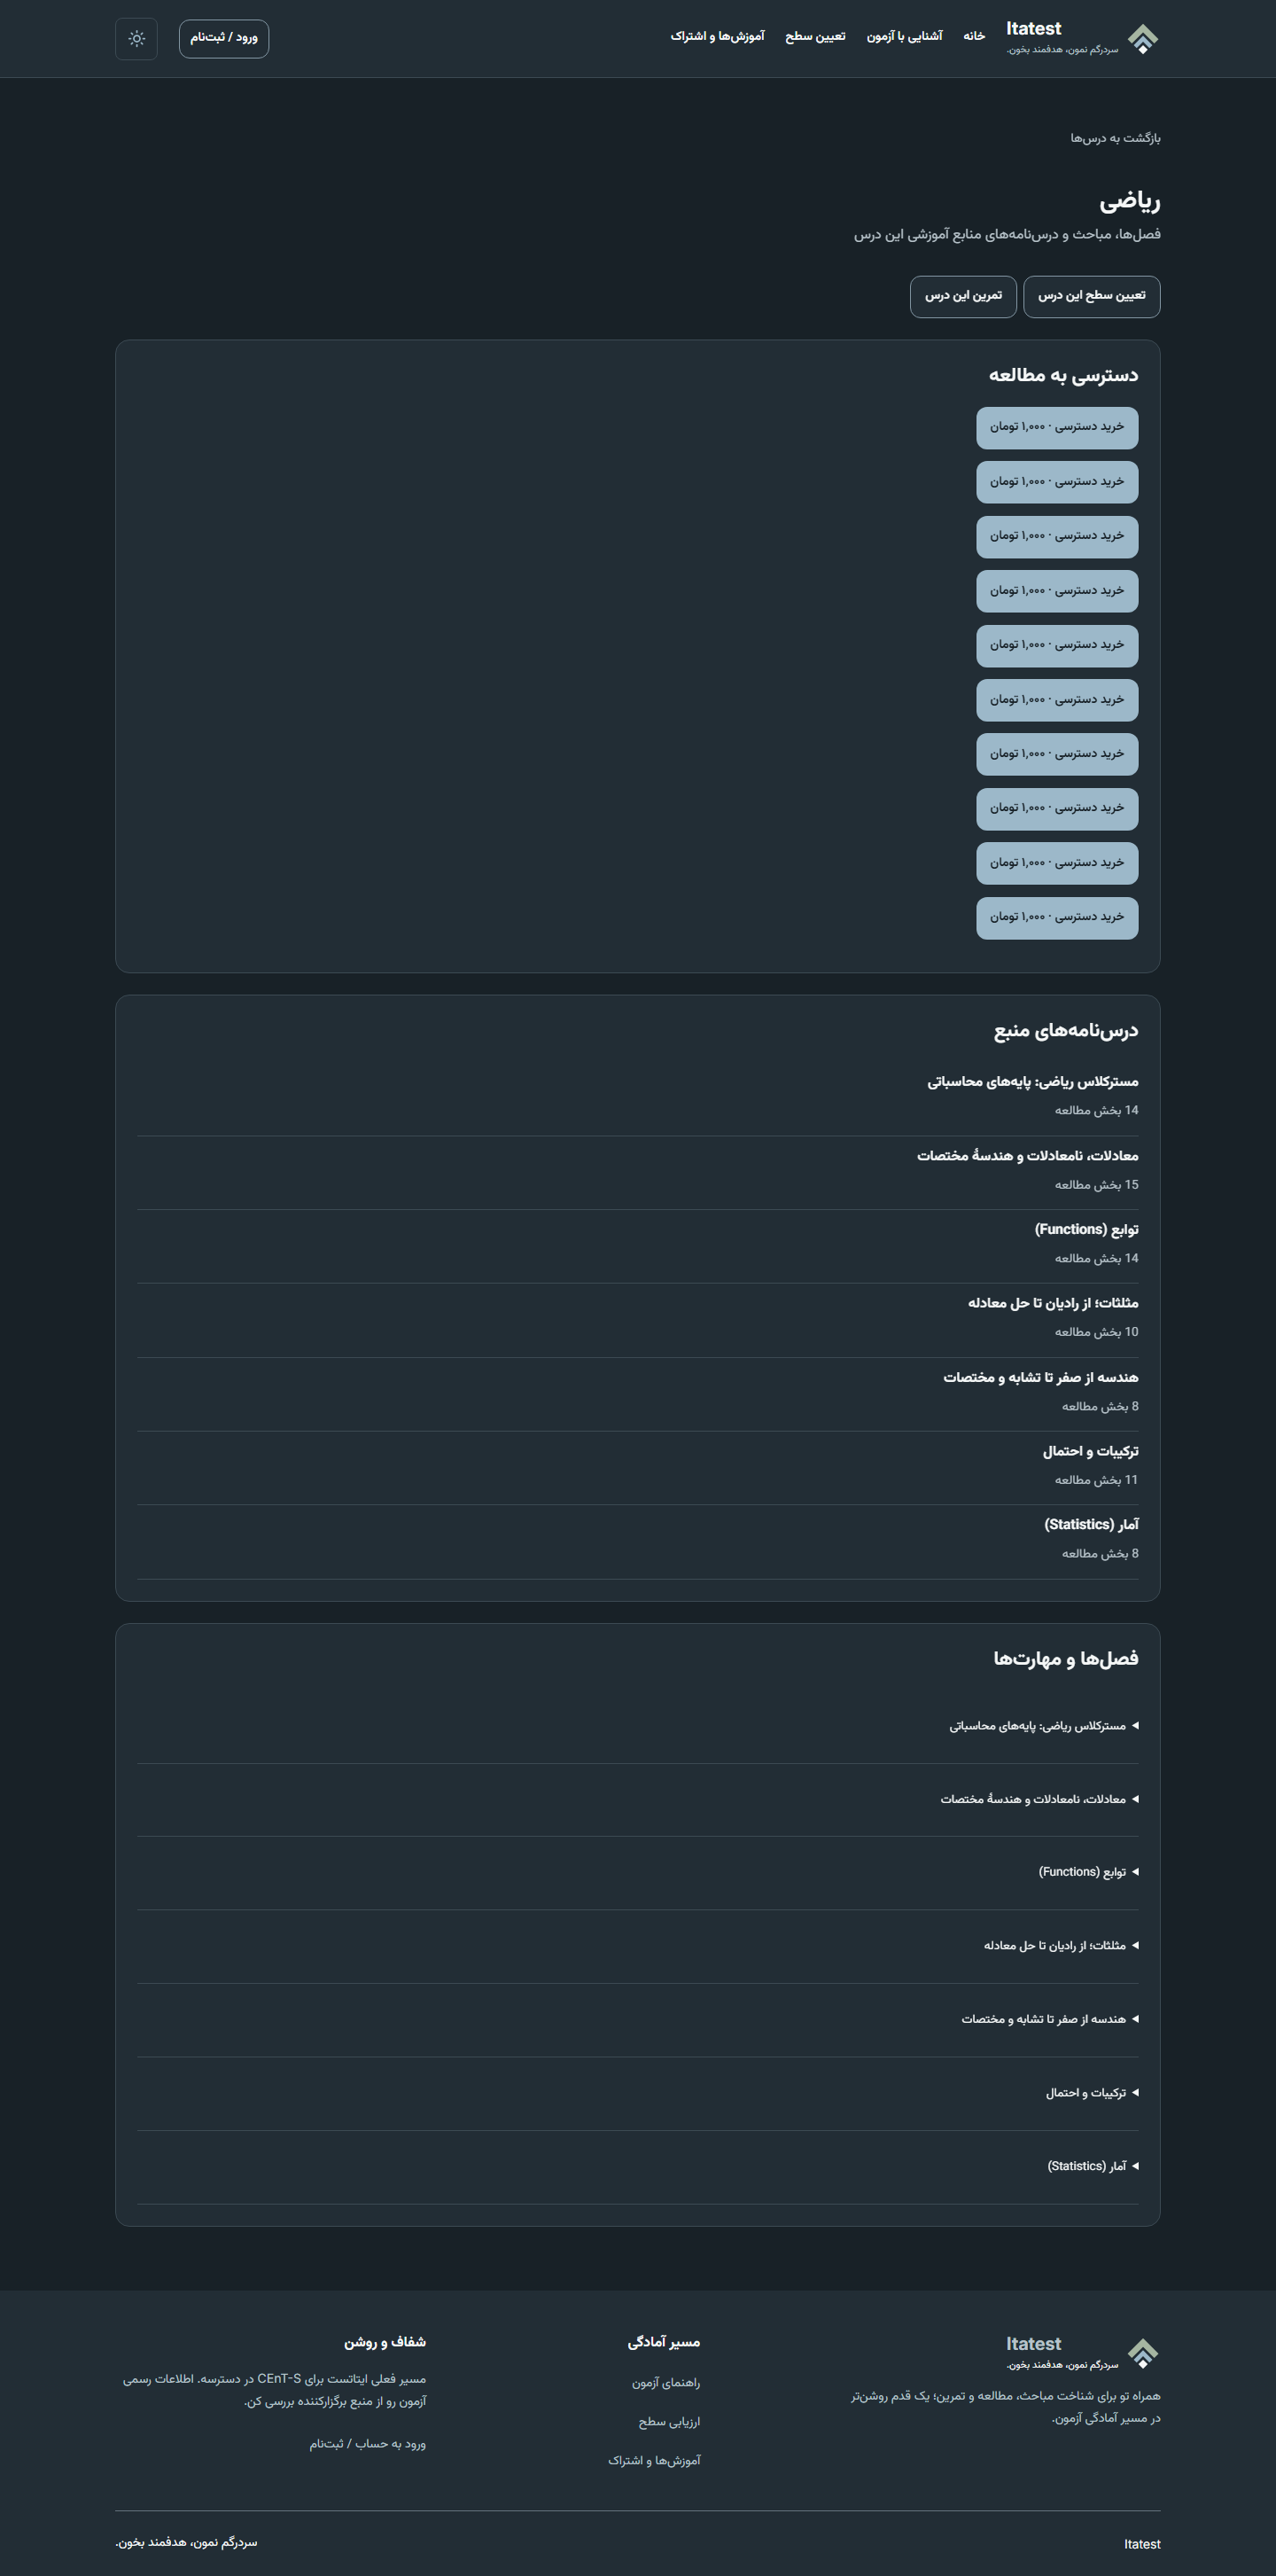 Itatest
سردرگم نمون، هدفمند بخون.
خانه
آشنایی با آزمون
تعیین سطح
آموزش‌ها و اشتراک
ورود / ثبت‌نام
بازگشت به درس‌ها
ریاضی
فصل‌ها، مباحث و درس‌نامه‌های منابع آموزشی این درس
تعیین سطح این درس
تمرین این درس
دسترسی به مطالعه
خرید دسترسی · ۱,۰۰۰ تومان
خرید دسترسی · ۱,۰۰۰ تومان
خرید دسترسی · ۱,۰۰۰ تومان
خرید دسترسی · ۱,۰۰۰ تومان
خرید دسترسی · ۱,۰۰۰ تومان
خرید دسترسی · ۱,۰۰۰ تومان
خرید دسترسی · ۱,۰۰۰ تومان
خرید دسترسی · ۱,۰۰۰ تومان
خرید دسترسی · ۱,۰۰۰ تومان
خرید دسترسی · ۱,۰۰۰ تومان
درس‌نامه‌های منبع
مسترکلاس ریاضی: پایه‌های محاسباتی
14 بخش مطالعه
معادلات، نامعادلات و هندسهٔ مختصات
15 بخش مطالعه
توابع (Functions)
14 بخش مطالعه
مثلثات؛ از رادیان تا حل معادله
10 بخش مطالعه
هندسه از صفر تا تشابه و مختصات
8 بخش مطالعه
ترکیبات و احتمال
11 بخش مطالعه
آمار (Statistics)
8 بخش مطالعه
فصل‌ها و مهارت‌ها
مسترکلاس ریاضی: پایه‌های محاسباتی
معادلات، نامعادلات و هندسهٔ مختصات
توابع (Functions)
مثلثات؛ از رادیان تا حل معادله
هندسه از صفر تا تشابه و مختصات
ترکیبات و احتمال
آمار (Statistics)
Itatest
سردرگم نمون، هدفمند بخون.
همراه تو برای شناخت مباحث، مطالعه و تمرین؛ یک قدم روشن‌تر
در مسیر آمادگی آزمون.
مسیر آمادگی
راهنمای آزمون
ارزیابی سطح
آموزش‌ها و اشتراک
شفاف و روشن
مسیر فعلی ایتاتست برای CEnT-S در دسترسه. اطلاعات رسمی
آزمون رو از منبع برگزارکننده بررسی کن.
ورود به حساب / ثبت‌نام
Itatest
سردرگم نمون، هدفمند بخون.